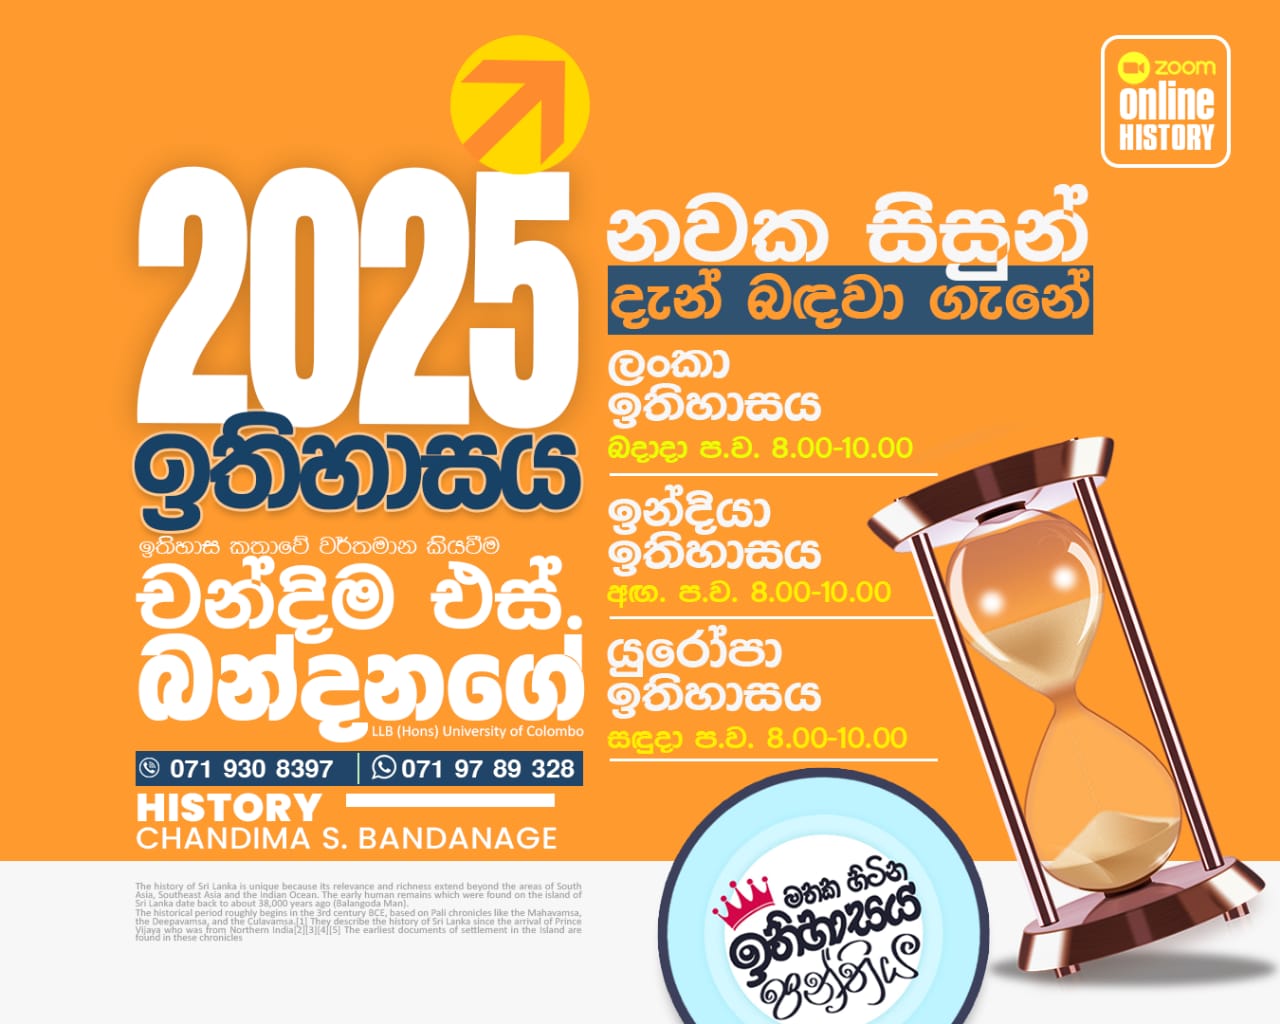 zoom
online
HISTORY
2025
ඉතිහාසය
ඉතිහාස කතාවේ වර්තමාන කියවීම
චන්දිම එස්.
බන්දනගේ
LLB (Hons) University of Colombo
071 930 8397
071 97 89 328
HISTORY
CHANDIMA S. BANDANAGE
නවක සිසුන්
දැන් බඳවා ගැනේ
ලංකා
ඉතිහාසය
බදාදා ප.ව. 8.00-10.00
ඉන්දියා
ඉතිහාසය
අඟ. ප.ව. 8.00-10.00
යුරෝපා
ඉතිහාසය
සඳුදා ප.ව. 8.00-10.00
The history of Sri Lanka is unique because its relevance and richness extend beyond the areas of South
Asia, Southeast Asia and the Indian Ocean. The early human remains which were found on the island of
Sri Lanka date back to about 38,000 years ago (Balangoda Man).
The historical period roughly begins in the 3rd century BCE, based on Pali chronicles like the Mahavamsa,
the Deepavamsa, and the Culavamsa.[1] They describe the history of Sri Lanka since the arrival of Prince
Vijaya who was from Northern India[2][3][4][5] The earliest documents of settlement in the Island are
found in these chronicles
මතක හිටින
ඉතිහාසය
පන්තිය